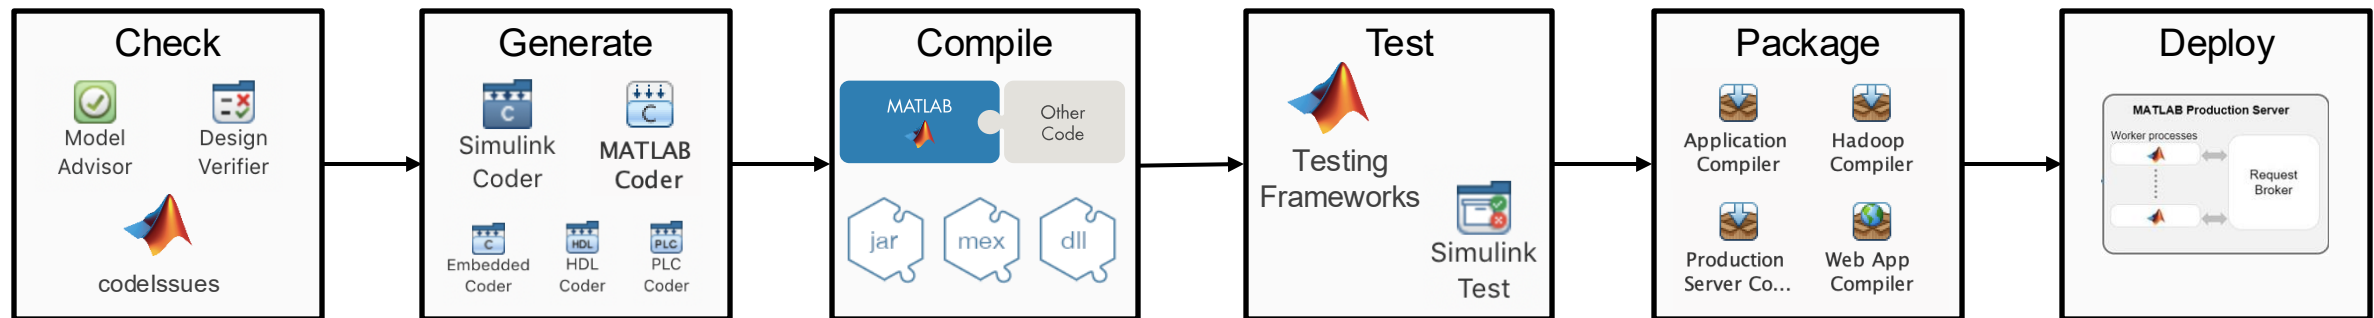 Check
Model
Advisor
Design
Verifier
codeIssues
Generate
C
Simulink
Coder
C
MATLAB
Coder
C
Embedded
Coder
HDL
HDL
Coder
PLC
PLC
Coder
Compile
MATLAB
Other
Code
jar
mex
dll
Test
Testing
Frameworks
Simulink
Test
Package
Application
Compiler
Hadoop
Compiler
Production
Server Co...
Web App
Compiler
Deploy
MATLAB Production Server
Worker processes
Request
Broker